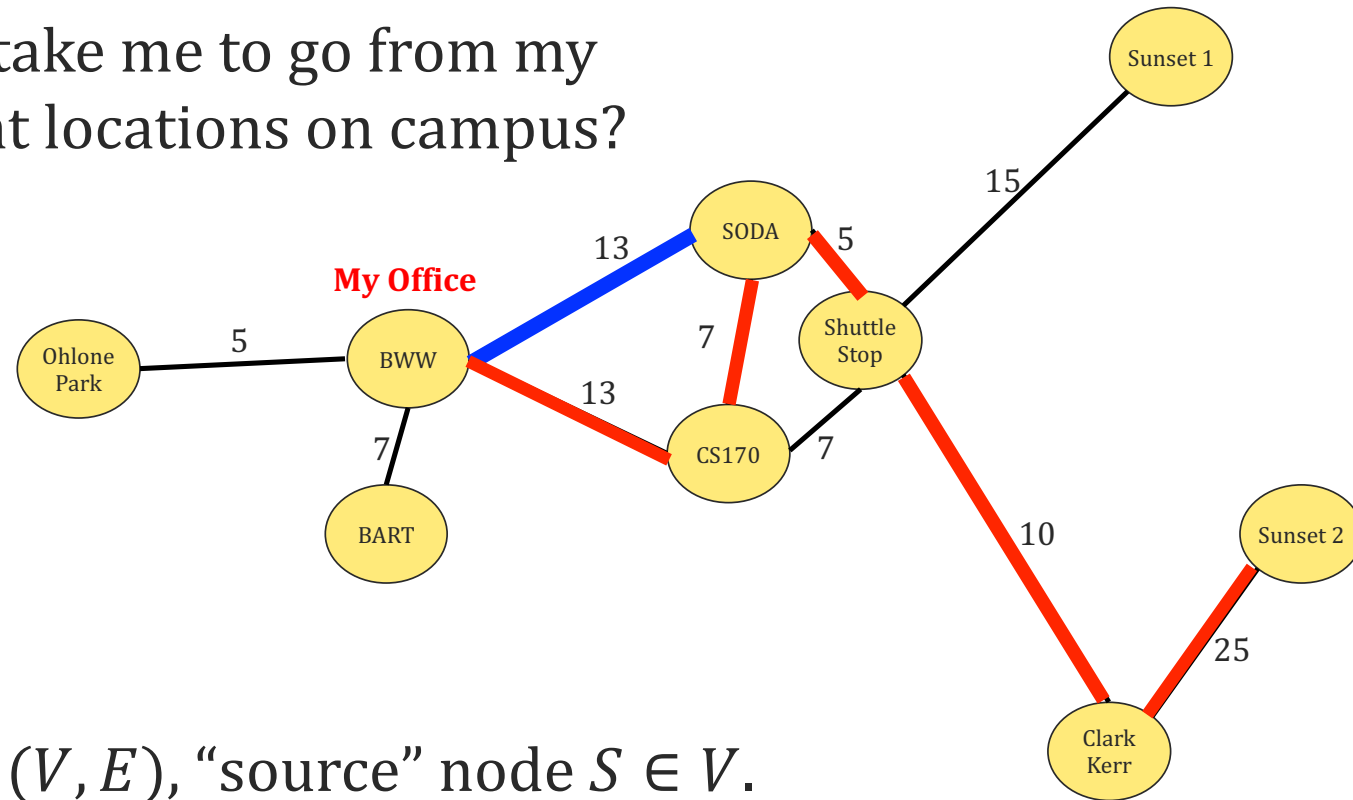 take me to go from my
nt locations on campus?
Sunset 1
15
SODA
13
5
My Office
Ohlone
Park
5
BWW
7
Shuttle
Stop
13
7
CS170
7
BART
10
Sunset 2
25
Clark
Kerr
(V, E), “source” node S ∈ V.